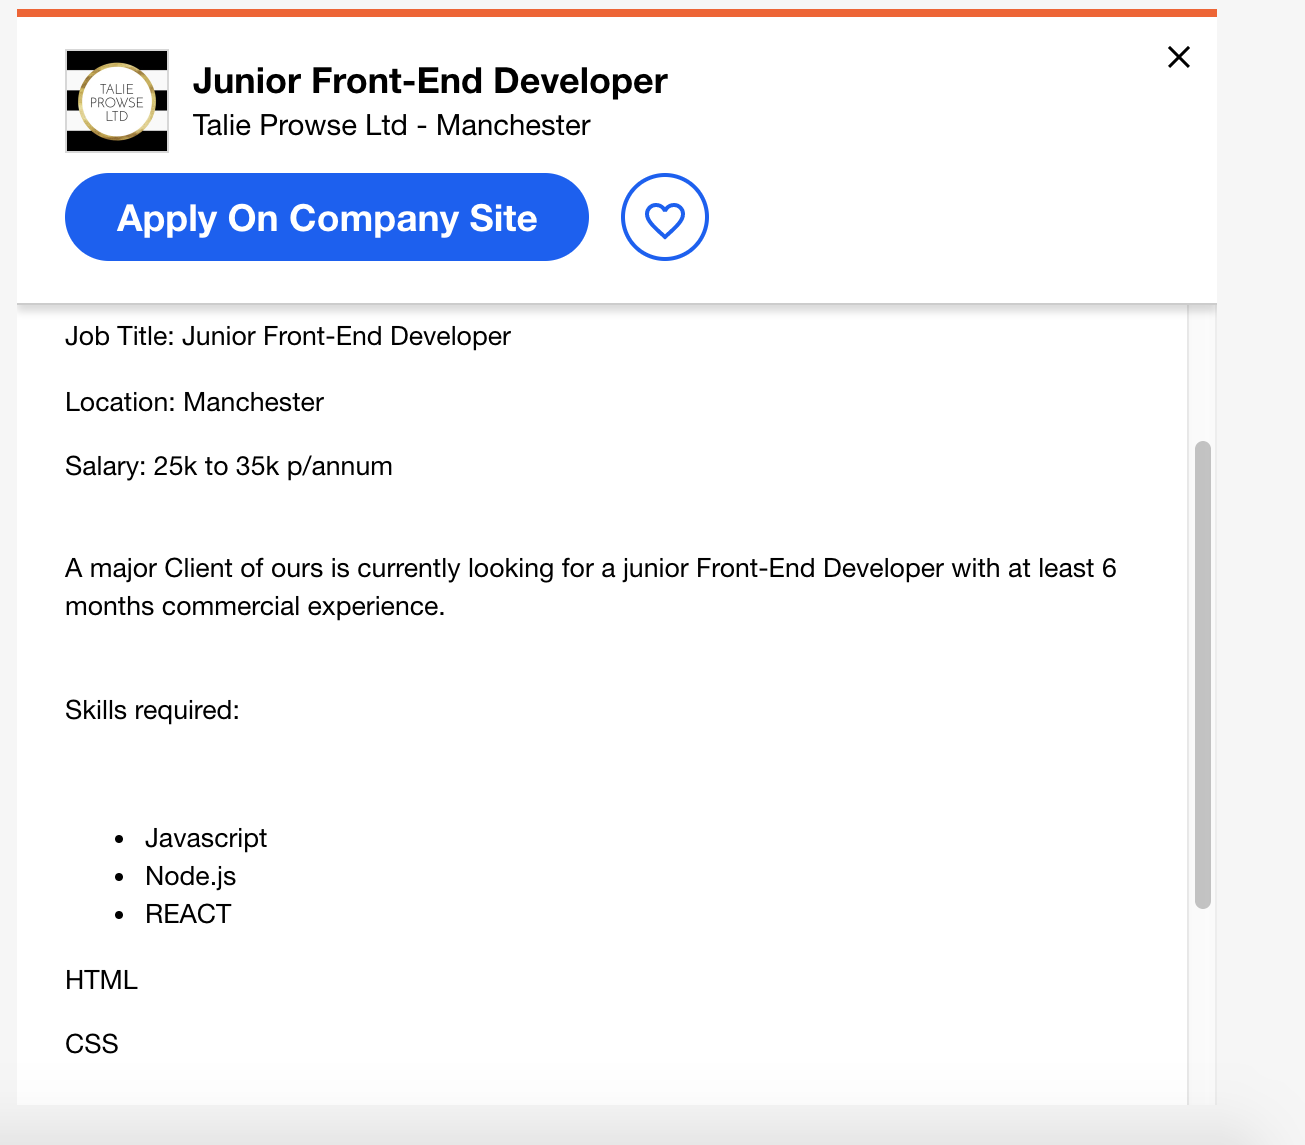 TALIE
PROWSE
LTD
Junior Front-End Developer
Talie Prowse Ltd - Manchester
Apply On Company Site
Job Title: Junior Front-End Developer
Location: Manchester
Salary: 25k to 35k p/annum
A major Client of ours is currently looking for a junior Front-End Developer with at least 6
months commercial experience.
Skills required:
• Javascript
• Node.js
• REACT
HTML
CSS